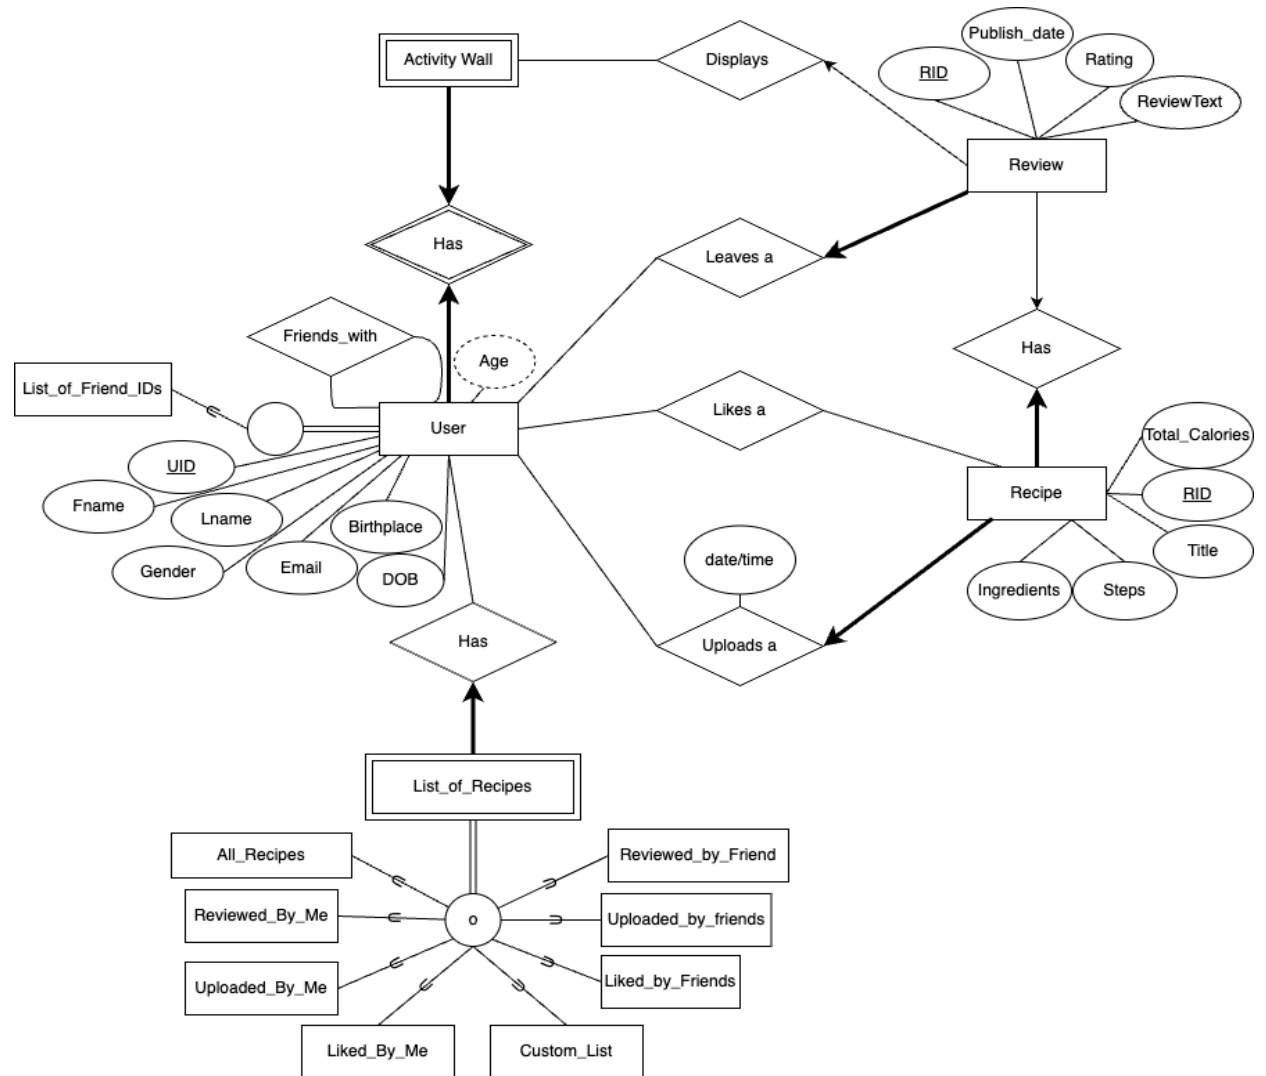 Activity Wall
Displays
Publish_date
RID
Rating
ReviewText
Review
Has
Leaves a
Friends_with
Age
Has
List_of_Friend_IDs
User
Likes a
UID
Fname
Lname
Birthplace
Gender
Email
DOB
Total_Calories
Recipe
RID
Title
Ingredients
Steps
date/time
Uploads a
Has
List_of_Recipes
All_Recipes
Reviewed_by_Friend
Reviewed_By_Me
o
Uploaded_by_friends
Uploaded_By_Me
Liked_by_Friends
Liked_By_Me
Custom_List